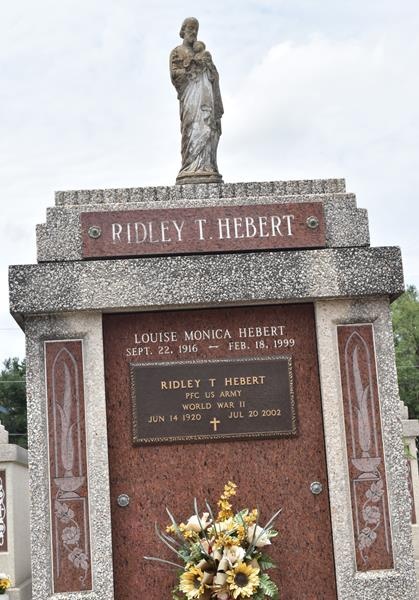 RIDLEY T. HEBERT
LOUISE MONICA HEBERT
SEPT. 22, 1916 — FEB. 18, 1999
RIDLEY T HEBERT
PFC US ARMY
WORLD WAR II
JUN 14 1920 JUL 20 2002